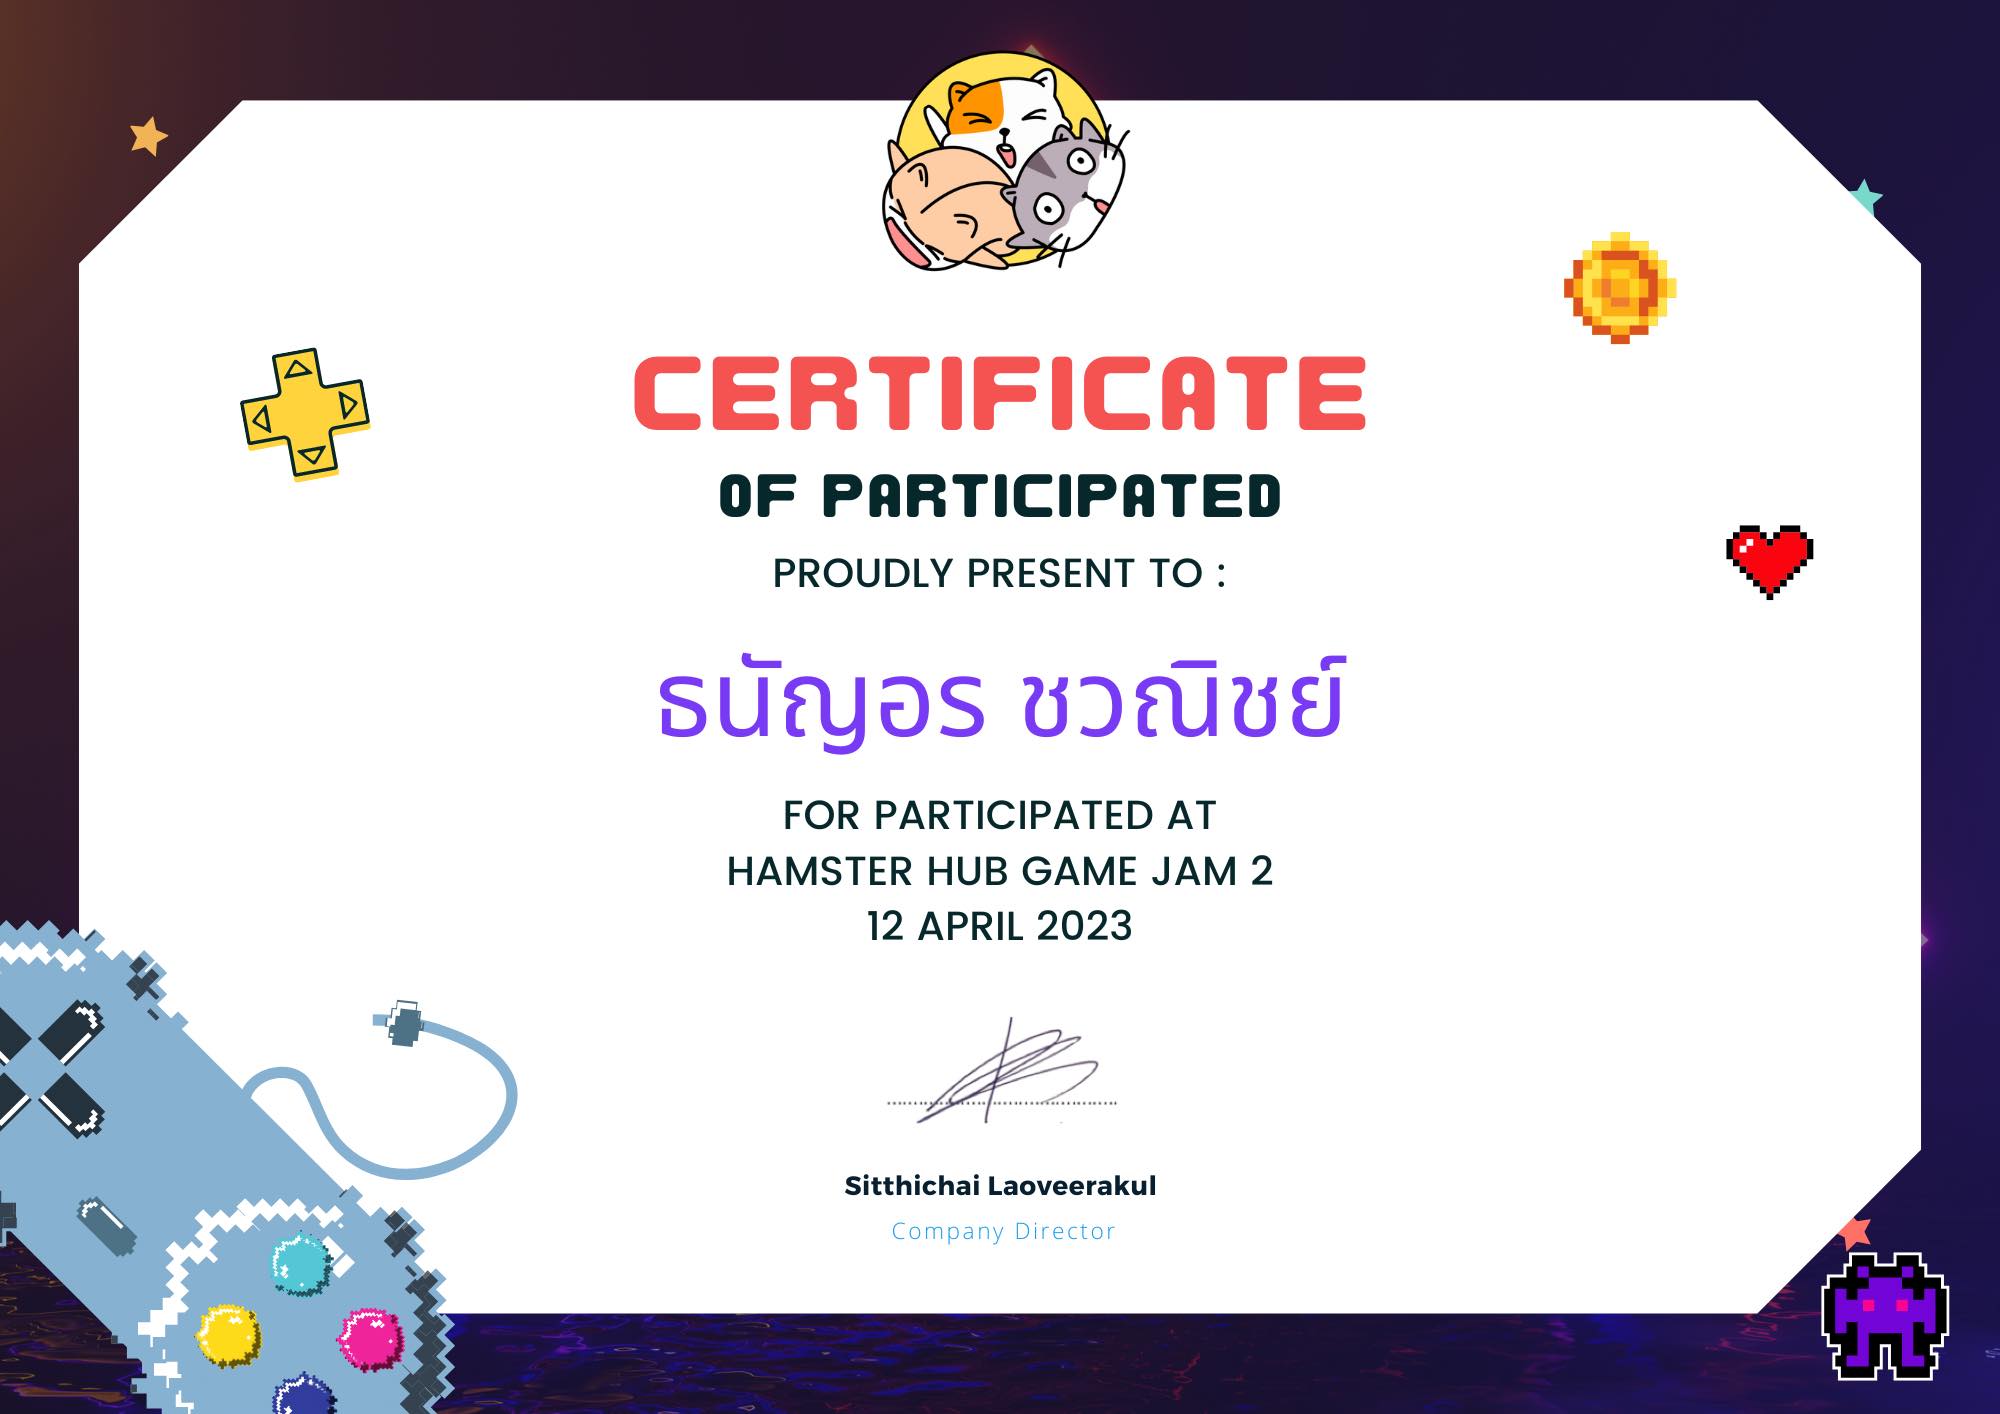 CERTIFICATE
OF PARTICIPATED
PROUDLY PRESENT TO :
ธนัญอร ชวณิชย์
FOR PARTICIPATED AT
HAMSTER HUB GAME JAM 2
12 APRIL 2023
Sitthichai Laoveerakul
Company Director